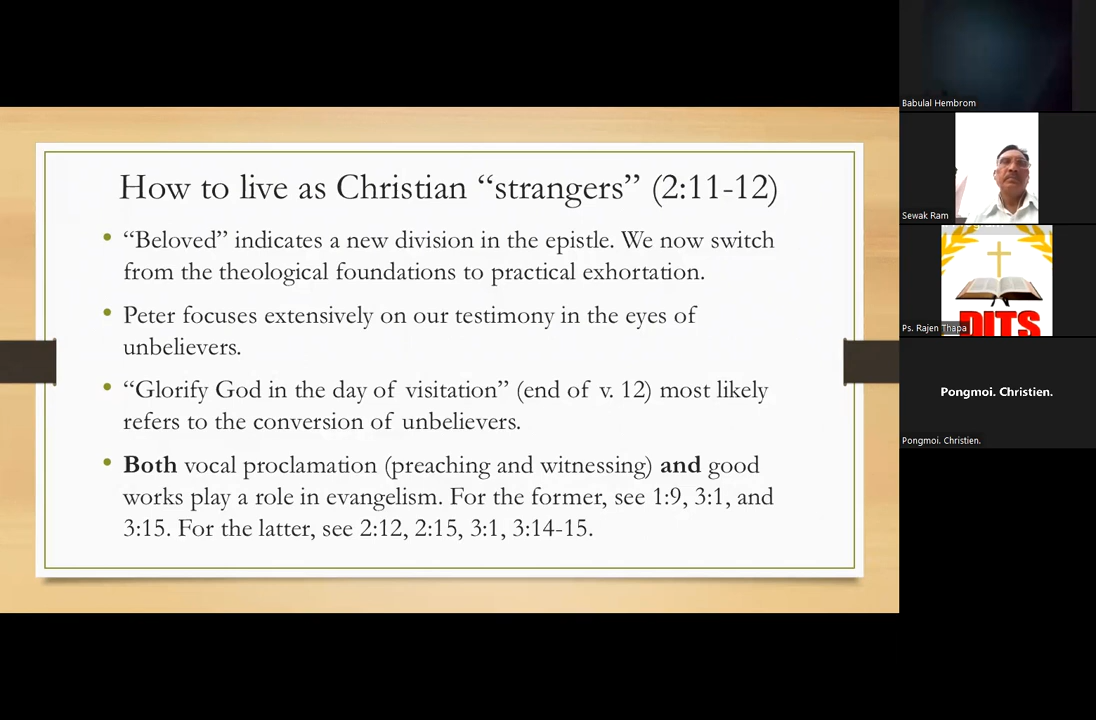 How to live as Christian “strangers” (2:11-12)
• “Beloved” indicates a new division in the epistle. We now switch
from the theological foundations to practical exhortation.
• Peter focuses extensively on our testimony in the eyes of
unbelievers.
• “Glorify God in the day of visitation” (end of v. 12) most likely
refers to the conversion of unbelievers.
• Both vocal proclamation (preaching and witnessing) and good
works play a role in evangelism. For the former, see 1:9, 3:1, and
3:15. For the latter, see 2:12, 2:15, 3:1, 3:14-15.
Babulal Hembrom
Sewak Ram
DITS
Ps. Rajen Thapa
Pongmoi. Christien.
Pongmoi. Christien.